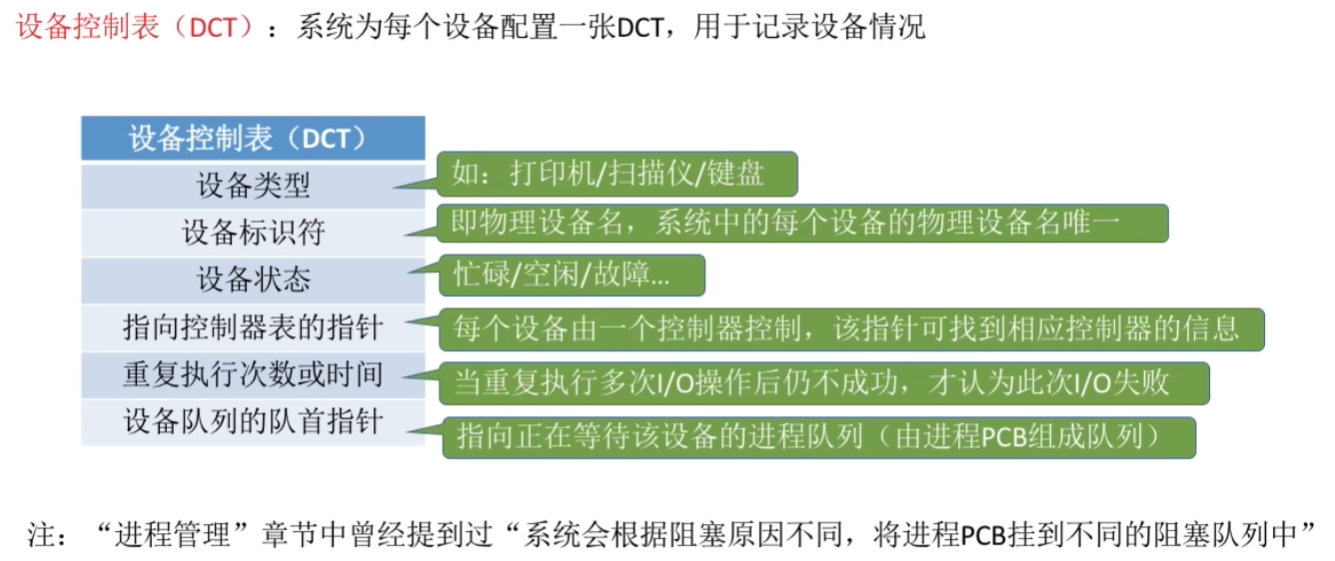 设备控制表（DCT）：系统为每个设备配置一张DCT，用于记录设备情况
设备控制表（DCT）
设备类型
如：打印机/扫描仪/键盘
设备标识符
即物理设备名，系统中的每个设备的物理设备名唯一
设备状态
忙碌/空闲/故障...
指向控制器表的指针
每个设备由一个控制器控制，该指针可找到相应控制器的信息
重复执行次数或时间
当重复执行多次I/O操作后仍不成功，才认为此次I/O失败
设备队列的队首指针
指向正在等待该设备的进程队列（由进程PCB组成队列）
注：“进程管理”章节中曾经提到过“系统会根据阻塞原因不同，将进程PCB挂到不同的阻塞队列中”